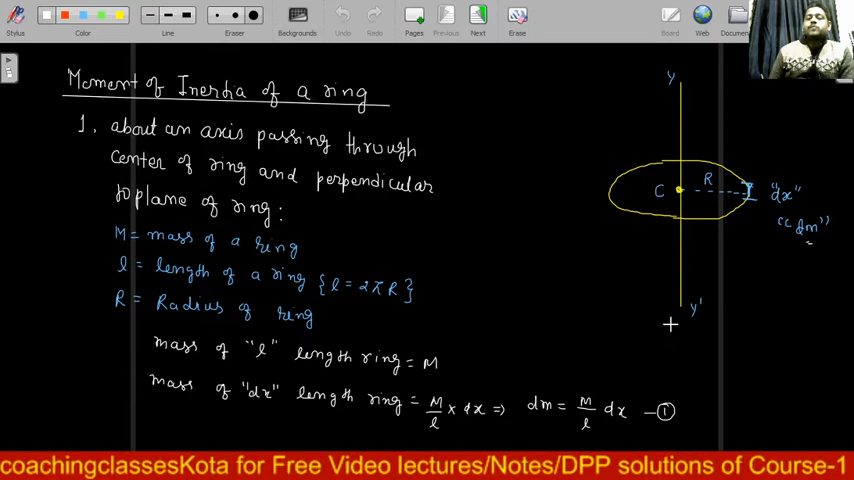 Stylus
Color
Line
Eraser
Backgrounds
Undo
Redo
Pages
Previous
Next
Erase
Board
Web
Documen
Moment of Inertia of a ring
1. about an axis passing through
center of ring and perpendicular
to plane of ring:
M = mass of a ring
l = length of a ring {l = 2πR}
R = Radius of ring
mass of "l" length ring = M
mass of "dx" length ring = M/l × dx ⇒ dm = M/l dx —①
y
C
R
"dx"
"dm"
y'
coachingclassesKota for Free Video lectures/Notes/DPP solutions of Course-1